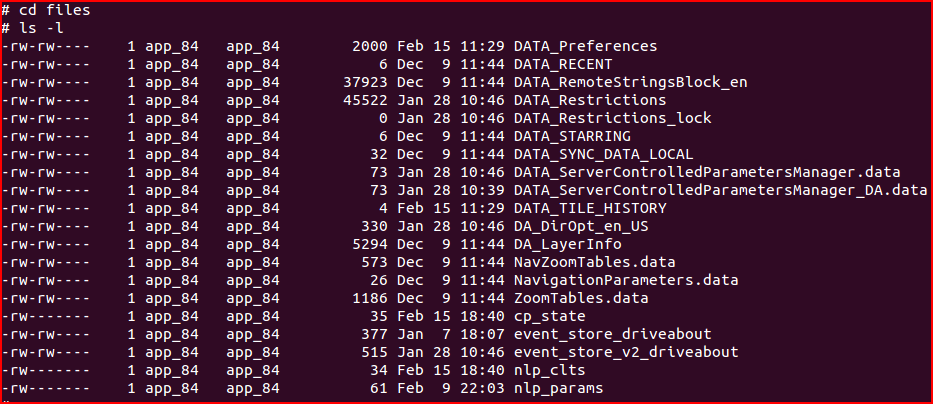 # cd files
# ls -l
-rw-rw----    1 app_84   app_84        2000 Feb 15 11:29 DATA_Preferences
-rw-rw----    1 app_84   app_84           6 Dec  9 11:44 DATA_RECENT
-rw-rw----    1 app_84   app_84       37923 Dec  9 11:44 DATA_RemoteStringsBlock_en
-rw-rw----    1 app_84   app_84       45522 Jan 28 10:46 DATA_Restrictions
-rw-rw----    1 app_84   app_84           0 Jan 28 10:46 DATA_Restrictions_lock
-rw-rw----    1 app_84   app_84           6 Dec  9 11:44 DATA_STARRING
-rw-rw----    1 app_84   app_84          32 Dec  9 11:44 DATA_SYNC_DATA_LOCAL
-rw-rw----    1 app_84   app_84          73 Jan 28 10:46 DATA_ServerControlledParametersManager.data
-rw-rw----    1 app_84   app_84          73 Jan 28 10:39 DATA_ServerControlledParametersManager_DA.data
-rw-rw----    1 app_84   app_84           4 Feb 15 11:29 DATA_TILE_HISTORY
-rw-rw----    1 app_84   app_84         330 Jan 28 10:46 DA_DirOpt_en_US
-rw-rw----    1 app_84   app_84        5294 Dec  9 11:44 DA_LayerInfo
-rw-rw----    1 app_84   app_84         573 Dec  9 11:44 NavZoomTables.data
-rw-rw----    1 app_84   app_84          26 Dec  9 11:44 NavigationParameters.data
-rw-rw----    1 app_84   app_84        1186 Dec  9 11:44 ZoomTables.data
-rw-------    1 app_84   app_84          35 Feb 15 18:40 cp_state
-rw-rw----    1 app_84   app_84         377 Jan  7 18:07 event_store_driveabout
-rw-rw----    1 app_84   app_84         515 Jan 28 10:46 event_store_v2_driveabout
-rw-------    1 app_84   app_84          34 Feb 15 18:40 nlp_clts
-rw-rw----    1 app_84   app_84          61 Feb  9 22:03 nlp_params